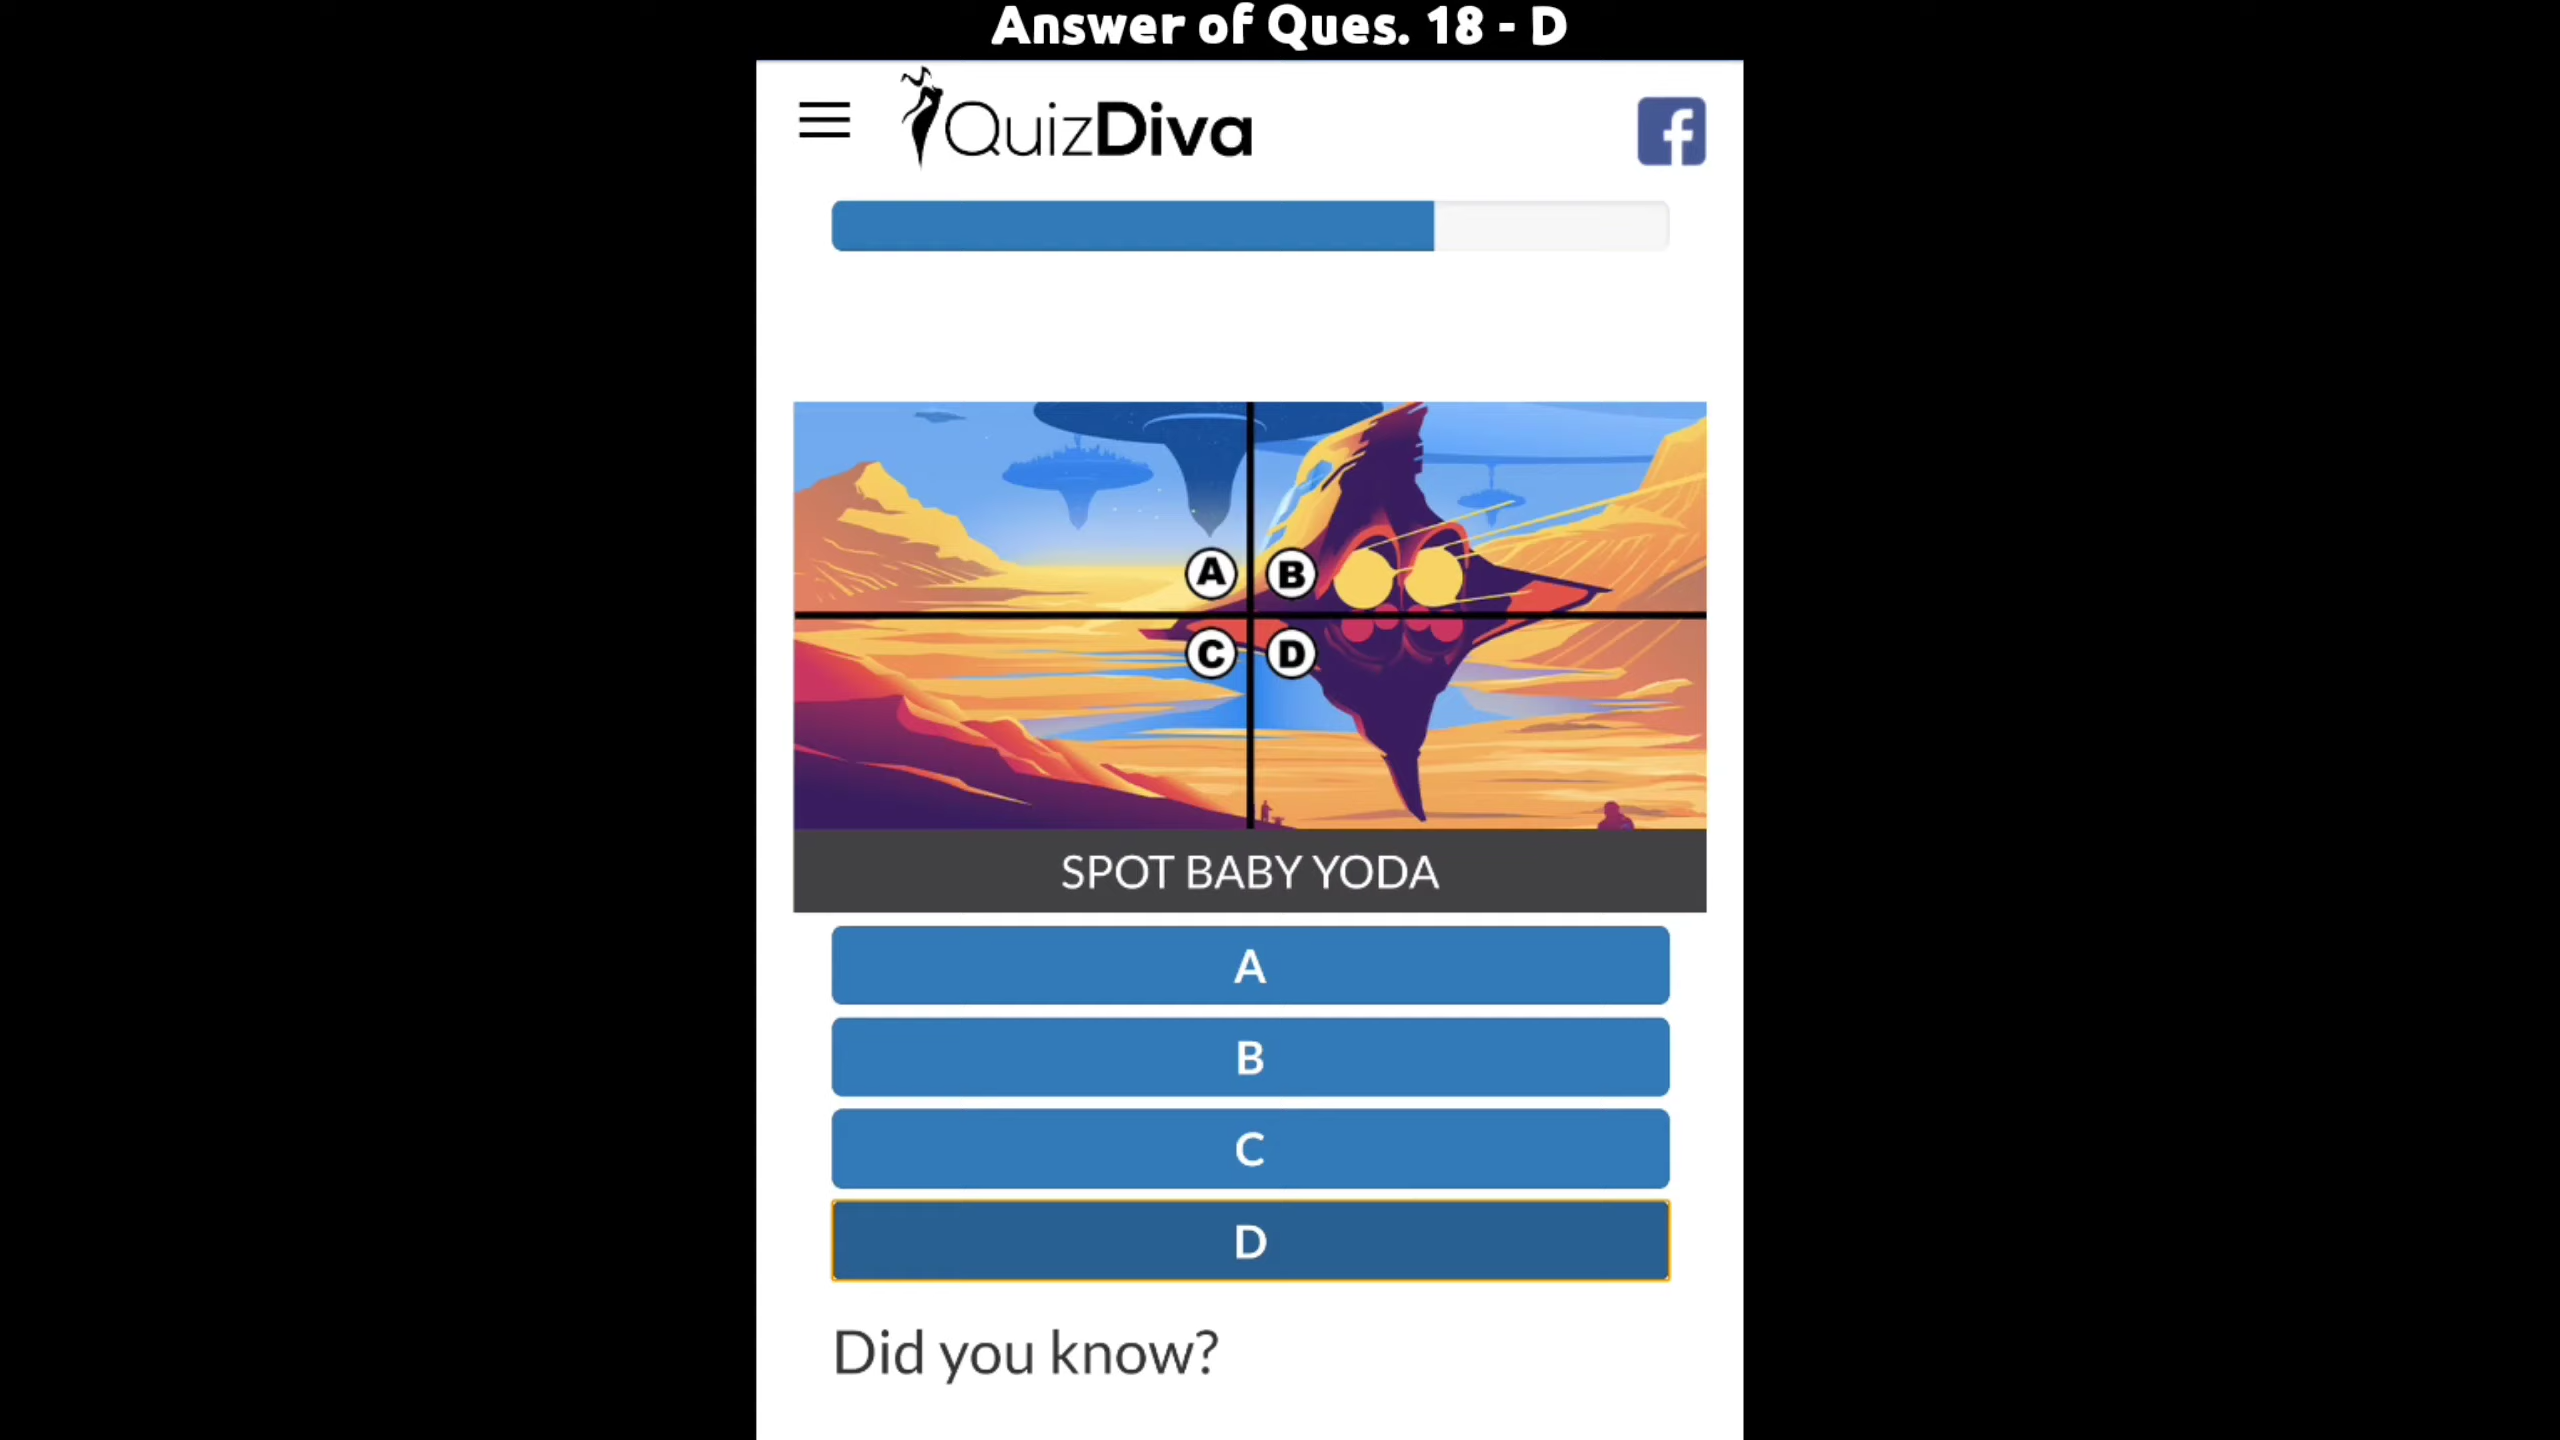 Answer of Ques. 18 - D
QuizDiva
A B
C D
SPOT BABY YODA
A
B
C
D
Did you know?